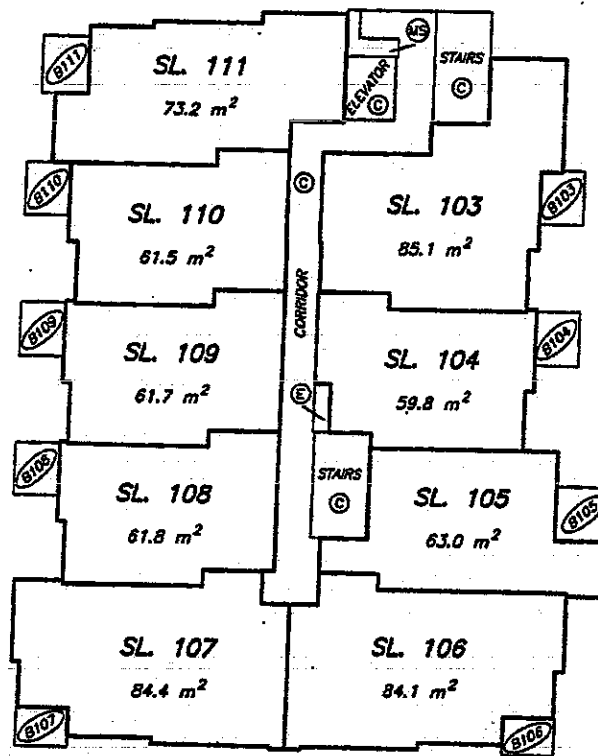 B111
SL. 111
73.2 m²
ELEVATOR
C
MS
STAIRS
C
B110
SL. 110
61.5 m²
C
CORRIDOR
SL. 103
85.1 m²
B103
B109
SL. 109
61.7 m²
E
SL. 104
59.8 m²
B104
B108
SL. 108
61.8 m²
STAIRS
C
SL. 105
63.0 m²
B105
SL. 107
84.4 m²
B107
SL. 106
84.1 m²
B106